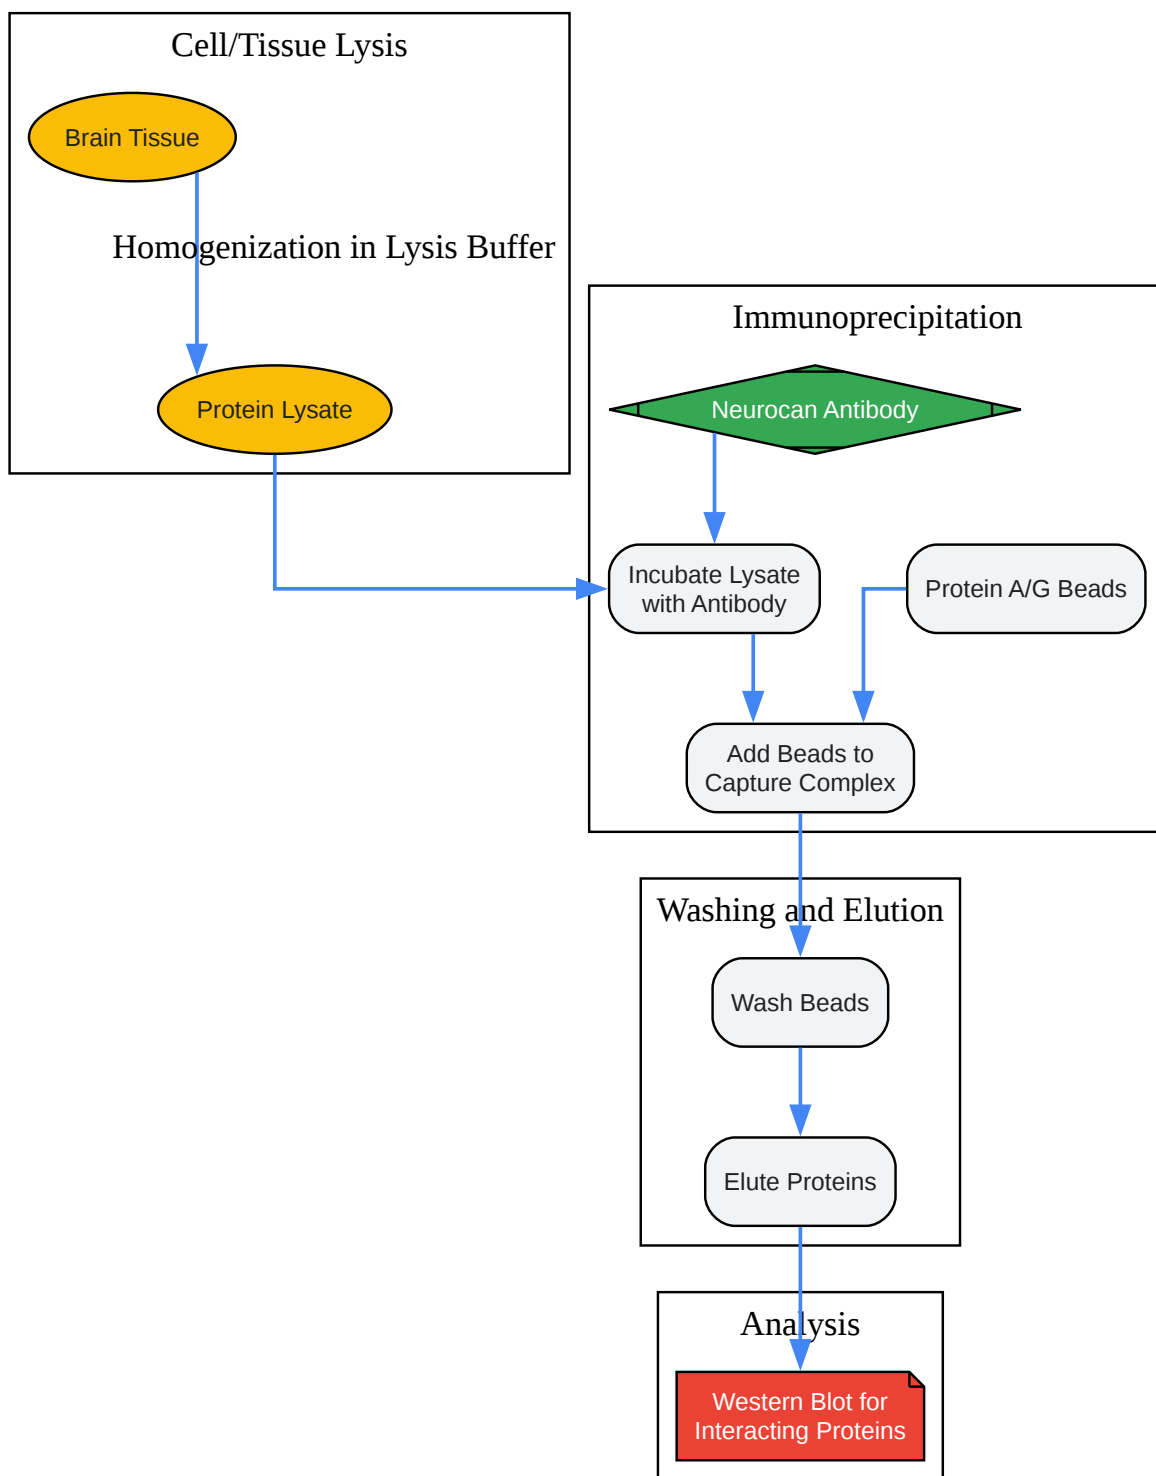 Cell/Tissue Lysis
Brain Tissue
Homogenization in Lysis Buffer
Protein Lysate
Immunoprecipitation
Neurocan Antibody
Incubate Lysate
with Antibody
Protein A/G Beads
Add Beads to
Capture Complex
Washing and Elution
Wash Beads
Elute Proteins
Analysis
Western Blot for
Interacting Proteins